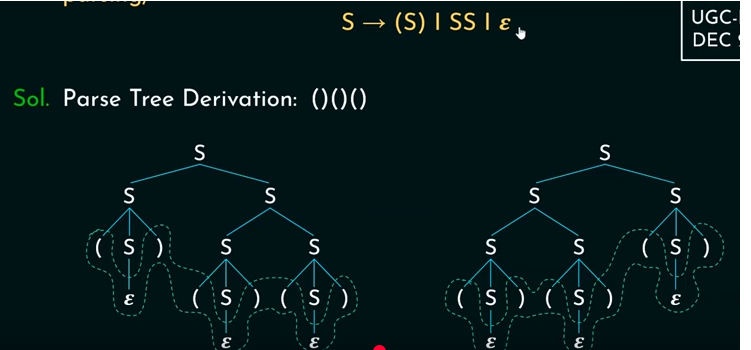 S → (S) | SS | ε
UGC-
DEC
Sol. Parse Tree Derivation: ()()()
S S
S S S S
( S ) S S S S ( S )
ε ( S ) ( S ) ( S ) ( S ) ε
ε ε ε ε